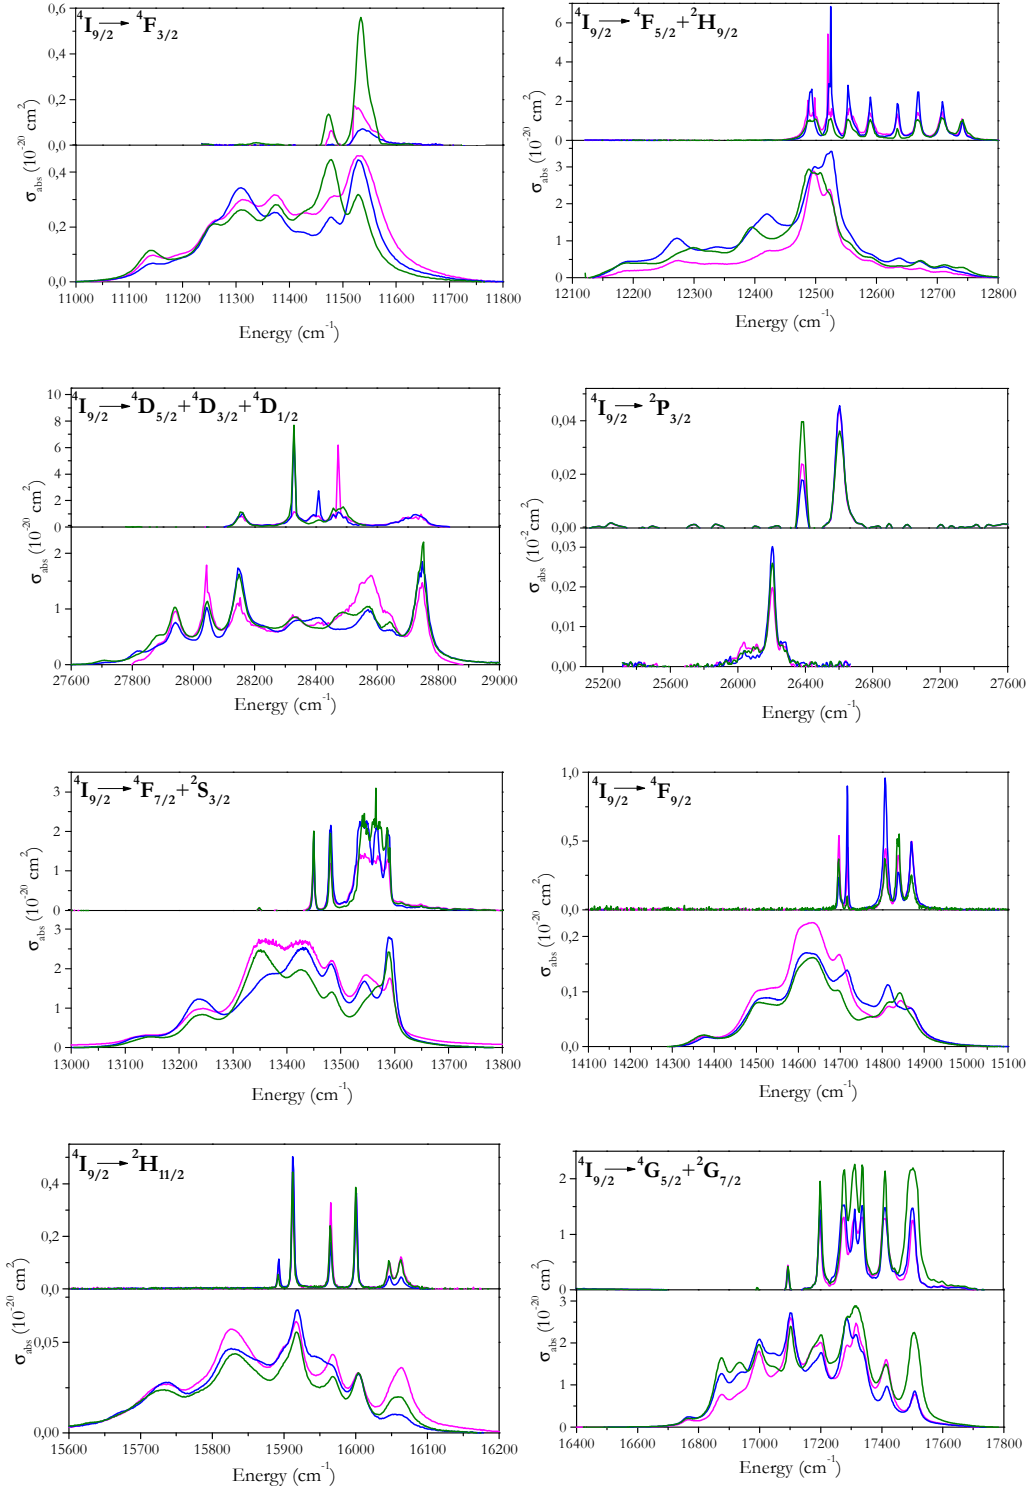 ⁴I₉/₂ → ⁴F₃/₂
0,6
0,4
0,2
0,0
0,4
0,2
0,0
σabs (10⁻²⁰ cm²)
11000 11100 11200 11300 11400 11500 11600 11700 11800
Energy (cm⁻¹)
⁴I₉/₂ → ⁴F₅/₂ + ²H₉/₂
6
4
2
0
3
2
1
0
σabs (10⁻²⁰ cm²)
12100 12200 12300 12400 12500 12600 12700 12800
Energy (cm⁻¹)
⁴I₉/₂ → ⁴D₅/₂ + ⁴D₃/₂ + ⁴D₁/₂
10
8
6
4
2
0
2
1
0
σabs (10⁻²⁰ cm²)
27600 27800 28000 28200 28400 28600 28800 29000
Energy (cm⁻¹)
⁴I₉/₂ → ²P₃/₂
0,04
0,02
0,00
0,03
0,02
0,01
0,00
σabs (10⁻² cm²)
25200 25600 26000 26400 26800 27200 27600
Energy (cm⁻¹)
⁴I₉/₂ → ⁴F₇/₂ + ²S₃/₂
3
2
1
0
3
2
1
0
σabs (10⁻²⁰ cm²)
13000 13100 13200 13300 13400 13500 13600 13700 13800
Energy (cm⁻¹)
⁴I₉/₂ → ⁴F₉/₂
1,0
0,5
0,0
0,2
0,1
0,0
σabs (10⁻²⁰ cm²)
14100 14200 14300 14400 14500 14600 14700 14800 14900 15000 15100
Energy (cm⁻¹)
⁴I₉/₂ → ²H₁₁/₂
0,4
0,2
0,0
0,05
0,00
σabs (10⁻²⁰ cm²)
15600 15700 15800 15900 16000 16100 16200
Energy (cm⁻¹)
⁴I₉/₂ → ⁴G₅/₂ + ²G₇/₂
2
1
0
3
2
1
0
σabs (10⁻²⁰ cm²)
16400 16600 16800 17000 17200 17400 17600 17800
Energy (cm⁻¹)